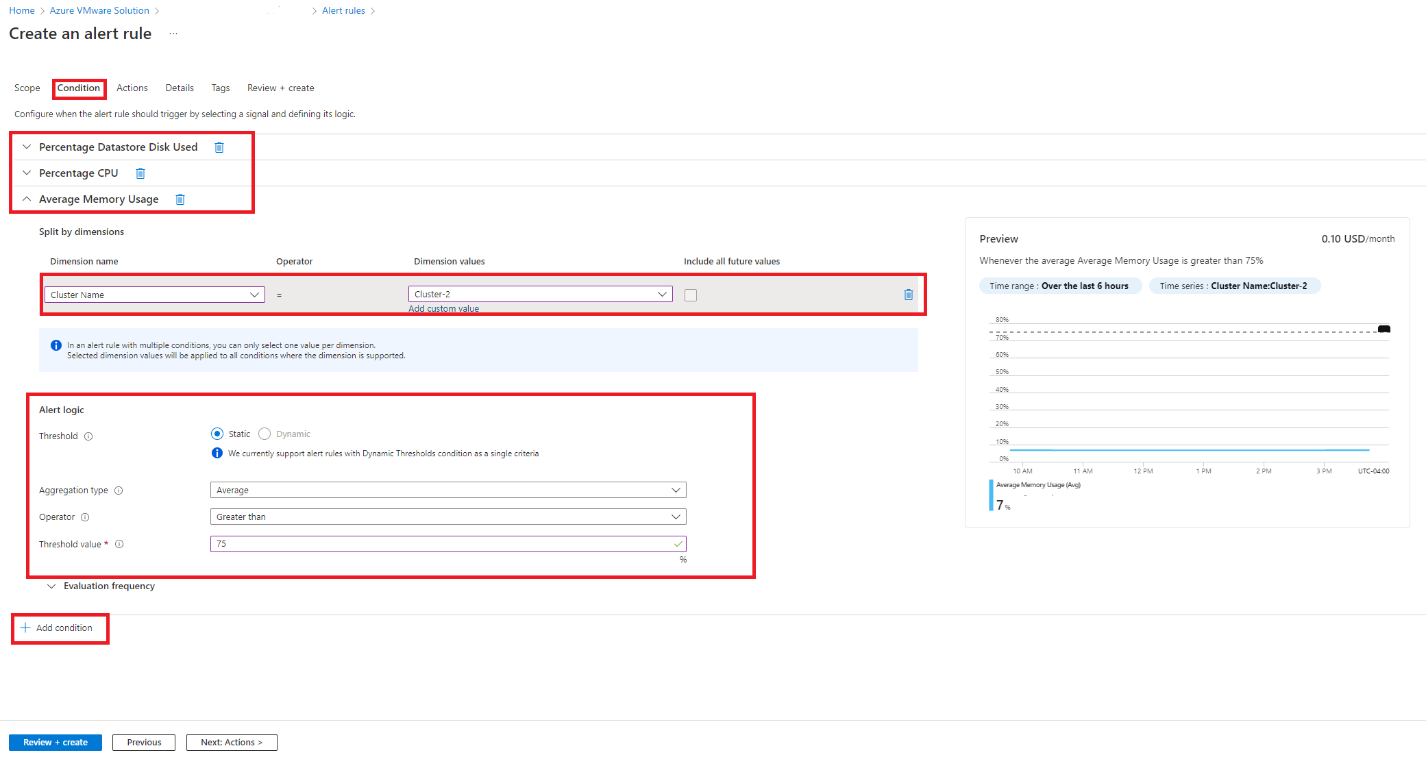 Home > Azure VMware Solution > > Alert rules >
Create an alert rule ...
Scope Condition Actions Details Tags Review + create
Configure when the alert rule should trigger by selecting a signal and defining its logic.
Percentage Datastore Disk Used
Percentage CPU
Average Memory Usage
Split by dimensions
Dimension name Operator Dimension values Include all future values
Cluster Name = Cluster-2
Add custom value
In an alert rule with multiple conditions, you can only select one value per dimension.
Selected dimension values will be applied to all conditions where the dimension is supported.
Alert logic
Threshold
Static Dynamic
We currently support alert rules with Dynamic Thresholds condition as a single criteria
Aggregation type Average
Operator Greater than
Threshold value * 75
%
Evaluation frequency
+ Add condition
Preview 0.10 USD/month
Whenever the average Average Memory Usage is greater than 75%
Time range : Over the last 6 hours Time series : Cluster Name:Cluster-2
80%
70%
60%
50%
40%
30%
20%
10%
0%
10 AM 11 AM 12 PM 1 PM 2 PM 3 PM UTC-04:00
Average Memory Usage (Avg)
7 %
Review + create Previous Next: Actions >